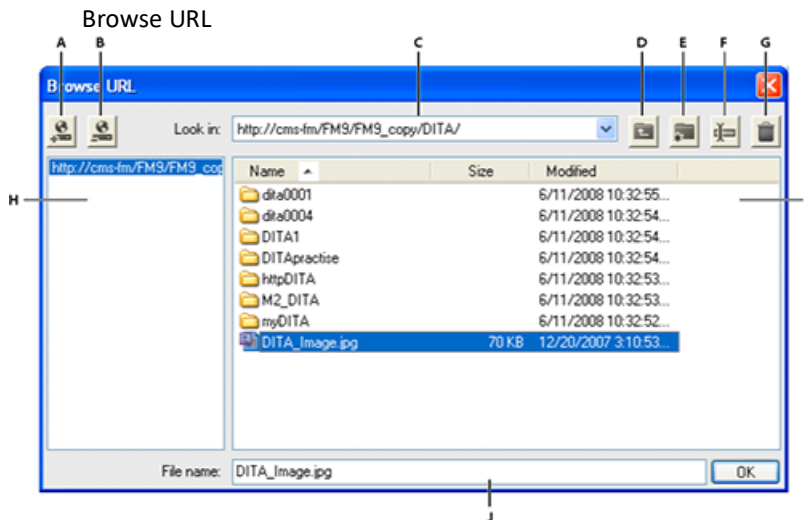 Browse URL
A B C D E F G
Browse URL
Look in: http://cms-fm/FM9/FM9_copy/DITA/
http://cms-fm/FM9/FM9_cop
Name Size Modified
H
dita0001 6/11/2008 10:32:55...
dita0004 6/11/2008 10:32:54...
DITA1 6/11/2008 10:32:54...
DITApractise 6/11/2008 10:32:54...
httpDITA 6/11/2008 10:32:53...
M2_DITA 6/11/2008 10:32:53...
myDITA 6/11/2008 10:32:52...
DITA_Image.jpg 70 KB 12/20/2007 3:10:53...
File name: DITA_Image.jpg OK
J